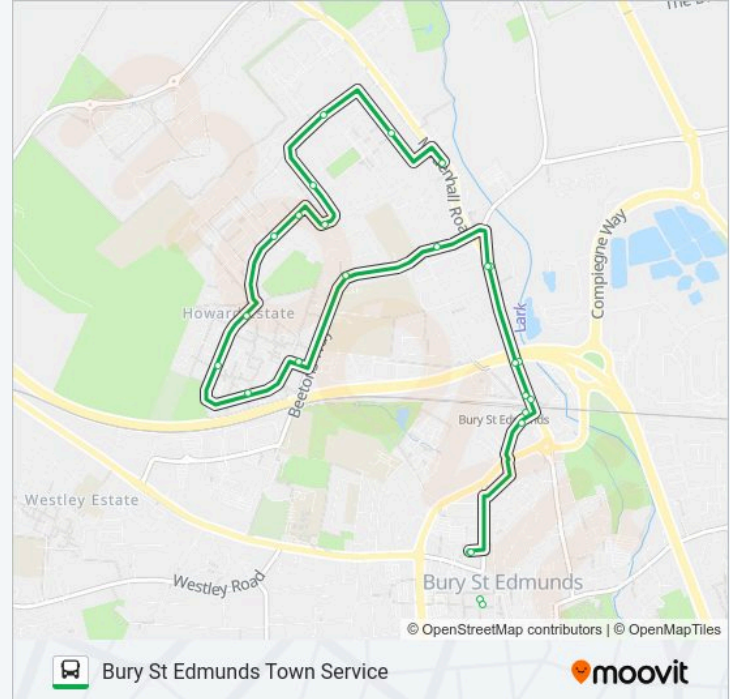 The
Mildenhall Road
Compiegne Way
Lark
Howard Estate
Beetons Way
Bury St Edmunds
Westley Estate
Westley Road
Bury St Edmunds
© OpenStreetMap contributors | © OpenMapTiles
Bury St Edmunds Town Service
moovit